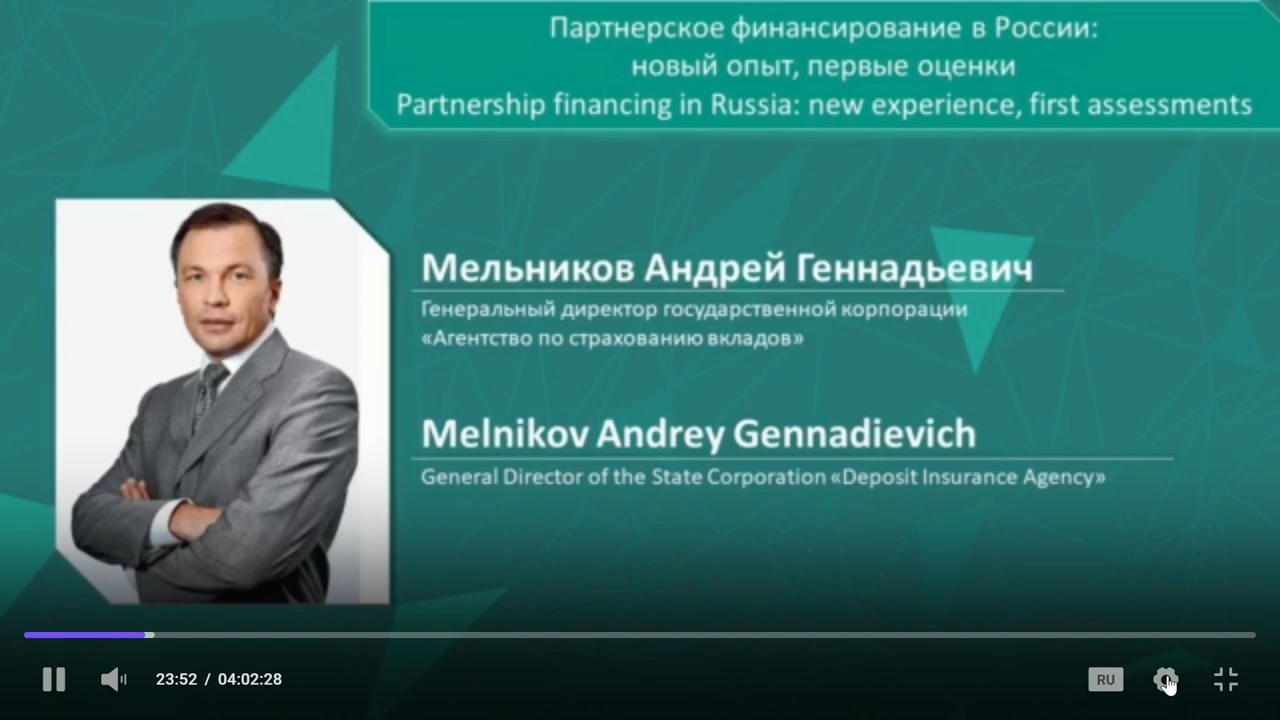 Партнерское финансирование в России:
новый опыт, первые оценки
Partnership financing in Russia: new experience, first assessments
Мельников Андрей Геннадьевич
Генеральный директор государственной корпорации
«Агентство по страхованию вкладов»
Melnikov Andrey Gennadievich
General Director of the State Corporation «Deposit Insurance Agency»
23:52 / 04:02:28
RU